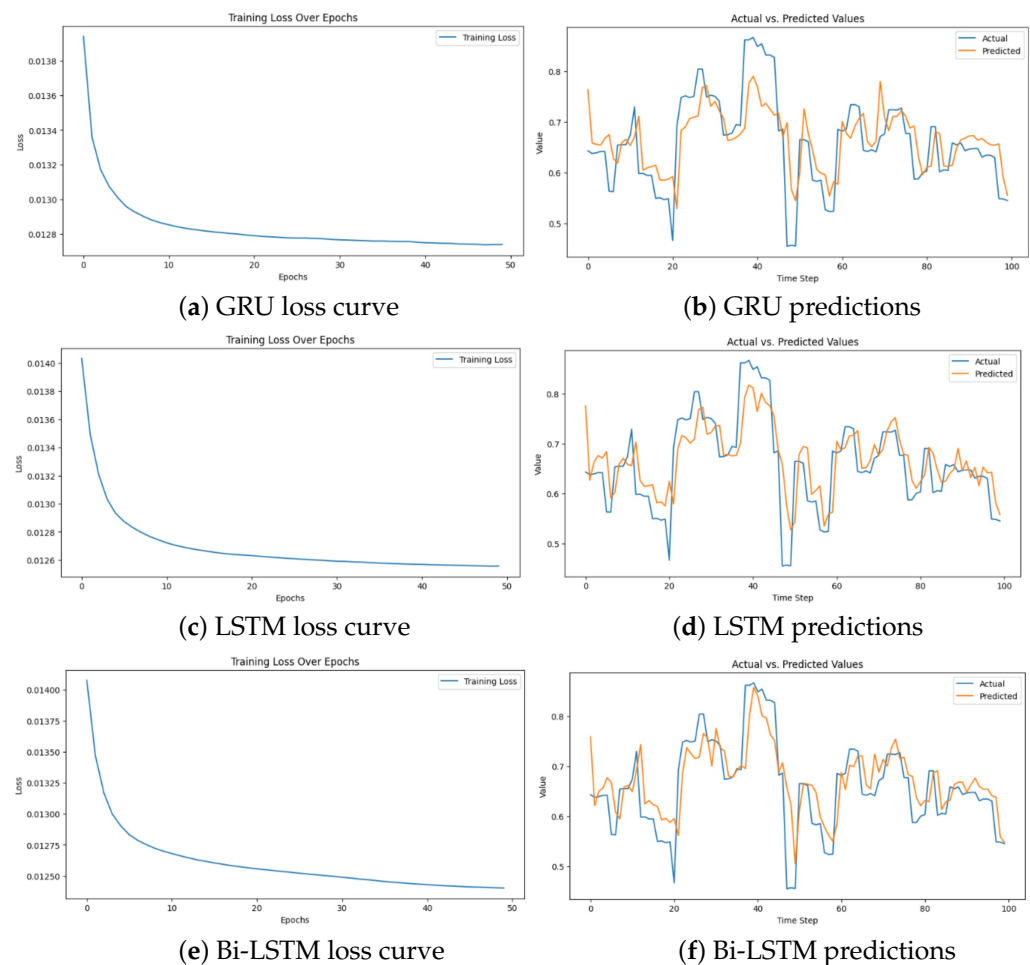 Training Loss Over Epochs
Training Loss
0.0138
0.0136
0.0134
0.0132
0.0130
0.0128
Loss
0 10 20 30 40 50
Epochs
(a) GRU loss curve
Actual vs. Predicted Values
Actual
Predicted
0.8
0.7
0.6
0.5
Value
0 20 40 60 80 100
Time Step
(b) GRU predictions
Training Loss Over Epochs
Training Loss
0.0140
0.0138
0.0136
0.0134
0.0132
0.0130
0.0128
0.0126
Loss
0 10 20 30 40 50
Epochs
(c) LSTM loss curve
Actual vs. Predicted Values
Actual
Predicted
0.8
0.7
0.6
0.5
Value
0 20 40 60 80 100
Time Step
(d) LSTM predictions
Training Loss Over Epochs
Training Loss
0.01400
0.01375
0.01350
0.01325
0.01300
0.01275
0.01250
Loss
0 10 20 30 40 50
Epochs
(e) Bi-LSTM loss curve
Actual vs. Predicted Values
Actual
Predicted
0.8
0.7
0.6
0.5
Value
0 20 40 60 80 100
Time Step
(f) Bi-LSTM predictions